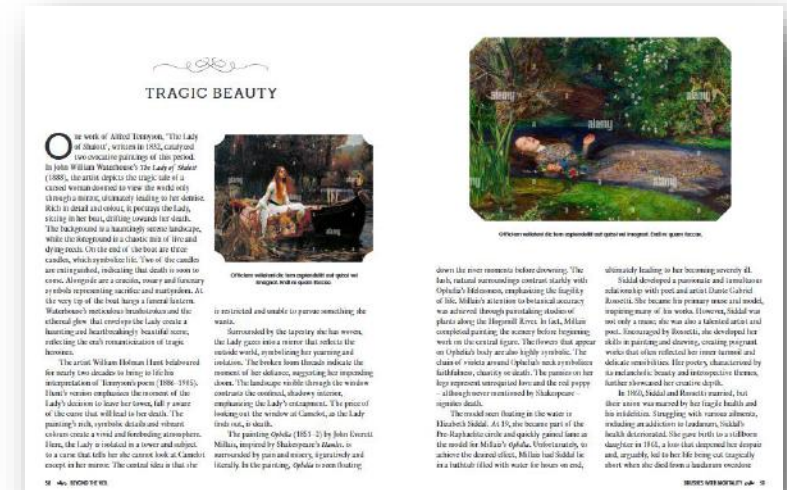 TRAGIC BEAUTY
One work of Alfred Tennyson, 'The Lady
of Shalott', written in 1832, catalyzed
two evocative paintings of this period.
In John William Waterhouse's The Lady of Shalott
(1888), the artist depicts the tragic tale of a
cursed woman doomed to view the world only
through a mirror, ultimately leading to her demise.
Rich in detail and colour, it portrays the Lady,
sitting in her boat, drifting towards her death.
The background is a hauntingly serene landscape,
while the foreground is a chaotic mix of live and
dying reeds. On the end of the boat are three
candles, which symbolize life. Two of the candles
are extinguished, indicating that death is soon to
come. Alongside are a crucifix, rosary and funerary
symbols representing sacrifice and martyrdom. At
the very tip of the boat hangs a funeral lantern.
Waterhouse's meticulous brushstrokes and the
ethereal glow that envelops the Lady create a
haunting and heartbreakingly beautiful scene,
reflecting the era's romanticization of tragic
heroines.
The artist William Holman Hunt belaboured
for nearly two decades to bring to life his
interpretation of Tennyson's poem (1886–1905).
Hunt's version emphasises the moment of the
Lady's decision to leave her tower, fully aware
of the curse that will lead to her death. The
painting's rich, symbolic details and vibrant
colours create a vivid and foreboding atmosphere.
Here, the Lady is isolated in a tower and subject
to a curse that tells her she cannot look at Camelot
except in her mirror. The central idea is that she
50 BEYOND THE VEIL
alamy
is restricted and unable to pursue something she
wants.
Surrounded by the tapestry she has woven,
the Lady gazes into a mirror that reflects the
outside world, symbolizing her yearning and
isolation. The broken loom threads indicate the
moment of her defiance, suggesting her impending
doom. The landscape visible through the window
contrasts the confined, shadowy interior,
emphasizing the Lady's entrapment. The price of
looking out the window at Camelot, as the Lady
finds out, is death.
The painting Ophelia (1851–2) by John Everett
Millais, inspired by Shakespeare's Hamlet, is
surrounded by pain and misery, figuratively and
literally. In the painting, Ophelia is seen floating
alamy
alamy
alamy
alamy
down the river moments before drowning. The
lush, natural surroundings contrast starkly with
Ophelia's lifelessness, emphasizing the fragility
of life. Millais's attention to botanical accuracy
was achieved through painstaking studies of
plants along the Hogsmill River. In fact, Millais
completed painting the scenery before beginning
work on the central figure. The flowers that appear
on Ophelia's body are also highly symbolic. The
chain of violets around Ophelia's neck symbolizes
faithfulness, chastity or death. The pansies on her
legs represent unrequited love and the red poppy
– although never mentioned by Shakespeare –
signifies death.
The model seen floating in the water is
Elizabeth Siddal. At 19, she became part of the
Pre-Raphaelite circle and quickly gained fame as
the model for Millais's Ophelia. Unfortunately, to
achieve the desired effect, Millais had Siddal lie
in a bathtub filled with water for hours on end,
ultimately leading to her becoming severely ill.
Siddal developed a passionate and tumultuous
relationship with poet and artist Dante Gabriel
Rossetti. She became his primary muse and model,
inspiring many of his works. However, Siddal was
not only a muse; she was also a talented artist and
poet. Encouraged by Rossetti, she developed her
skills in painting and drawing, creating poignant
works that often reflected her inner turmoil and
delicate sensibilities. Her poetry, characterized by
its melancholic beauty and introspective themes,
further showcased her creative depth.
In 1860, Siddal and Rossetti married, but
their union was marred by her fragile health and
his infidelities. Struggling with various ailments,
including an addiction to laudanum, Siddal's
health deteriorated. She gave birth to a stillborn
daughter in 1861, a loss that deepened her despair
and, arguably, led to her life being cut tragically
short when she died from a laudanum overdose
51